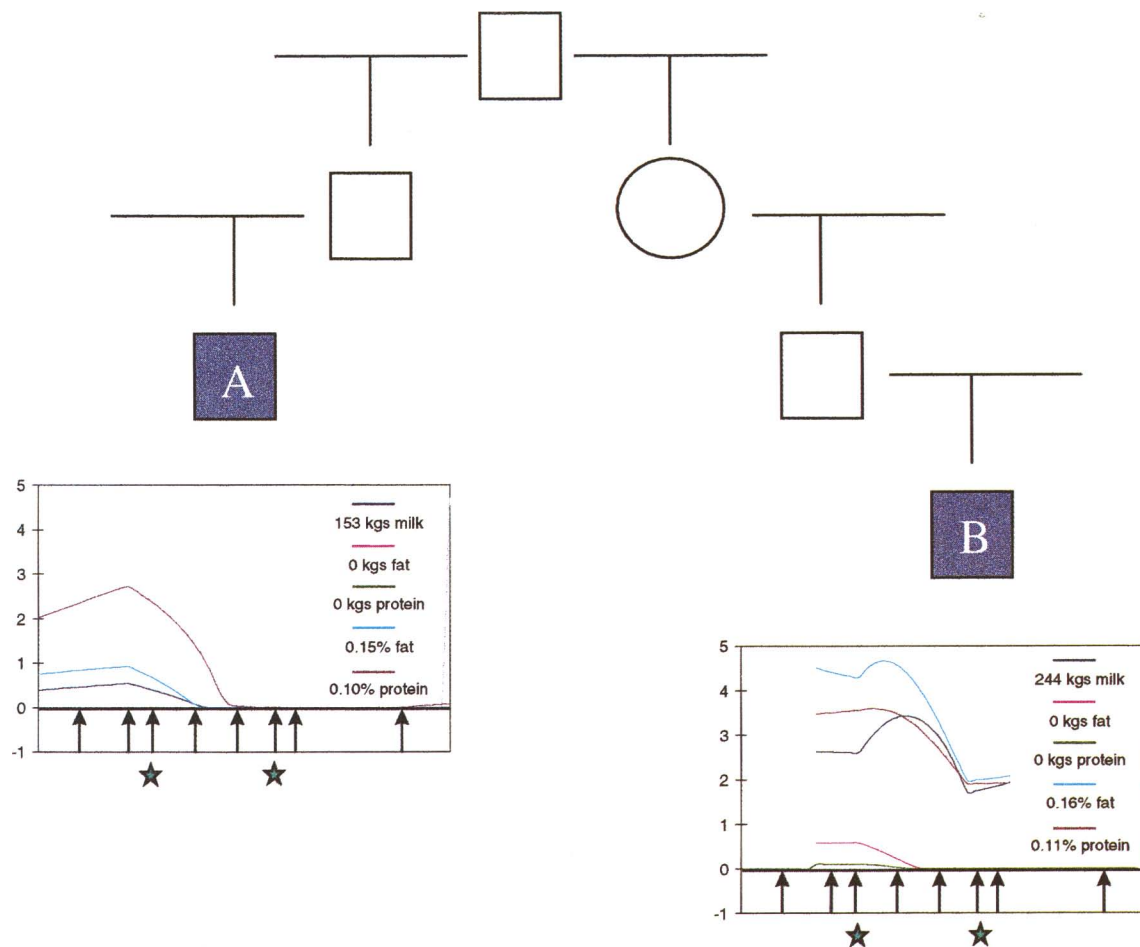 A
B
5
4
3
2
1
0
-1
153 kgs milk
0 kgs fat
0 kgs protein
0.15% fat
0.10% protein
5
4
3
2
1
0
-1
244 kgs milk
0 kgs fat
0 kgs protein
0.16% fat
0.11% protein